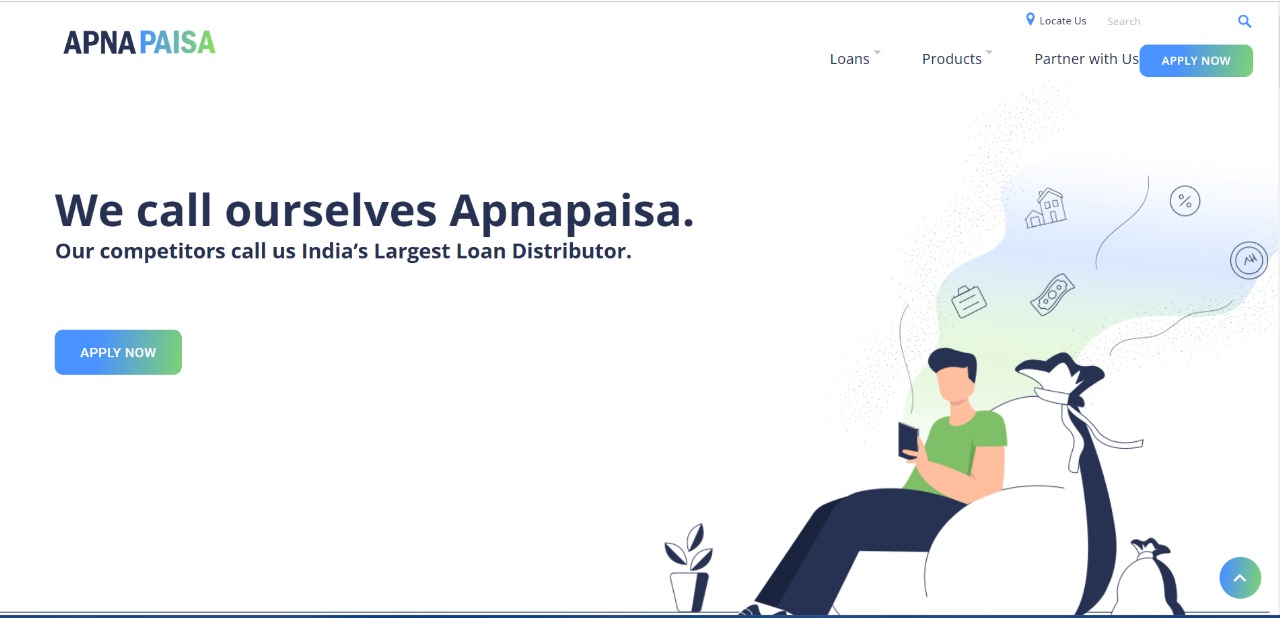 Locate Us
Search
APNA PAISA
Loans
Products
Partner with Us
APPLY NOW
We call ourselves Apnapaisa.
Our competitors call us India’s Largest Loan Distributor.
APPLY NOW
%